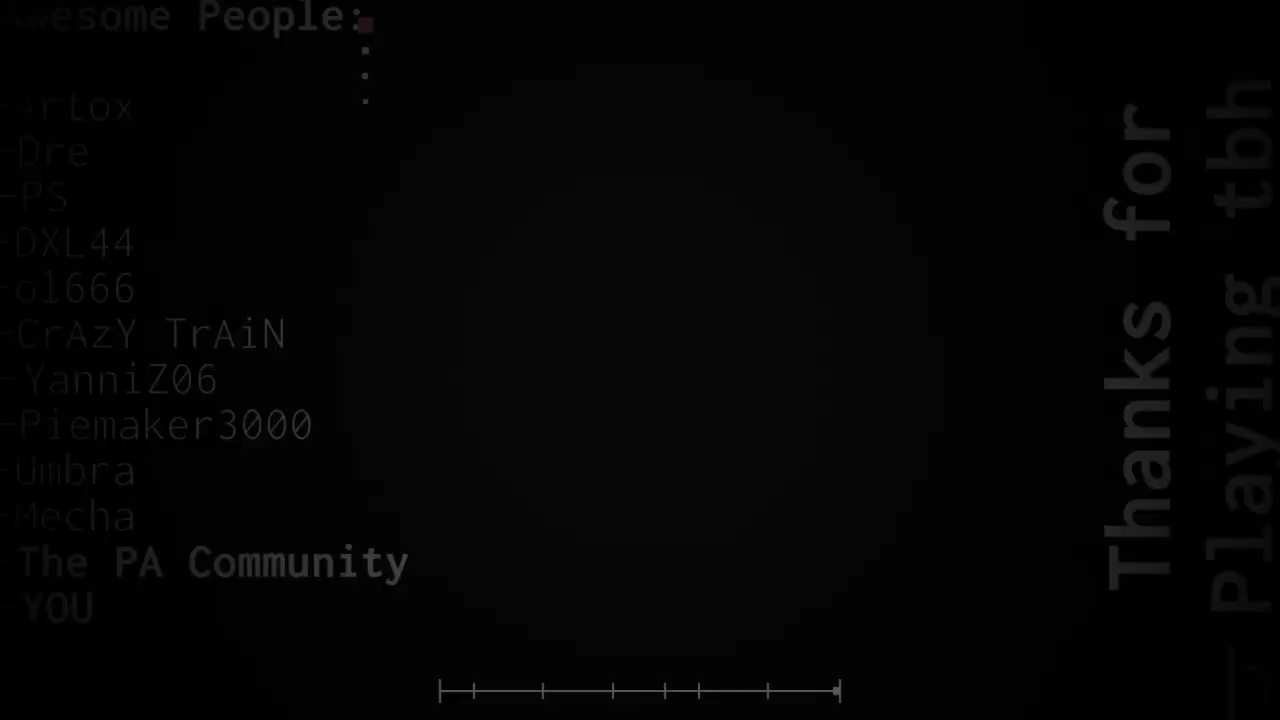 Awesome People:
-Artox
-Dre
-PS
-DXL44
-ol666
-CrAzY TrAiN
-YanniZ06
-Piemaker3000
-Umbra
-Mecha
-The PA Community
-YOU
Thanks for
Playing tbh